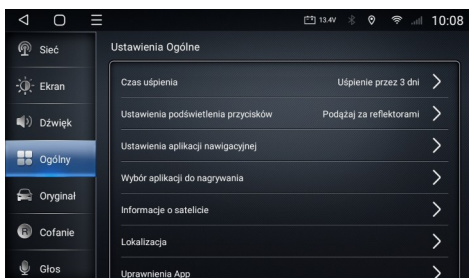 13.4V 10:08
Sieć
Ustawienia Ogólne
Ekran
Czas uśpienia Uśpienie przez 3 dni
Dźwięk
Ustawienia podświetlenia przycisków Podążaj za reflektorami
Ogólny
Ustawienia aplikacji nawigacyjnej
Wybór aplikacji do nagrywania
Oryginał
Informacje o satelicie
Cofanie
R
Lokalizacja
Głos
Uprawnienia App